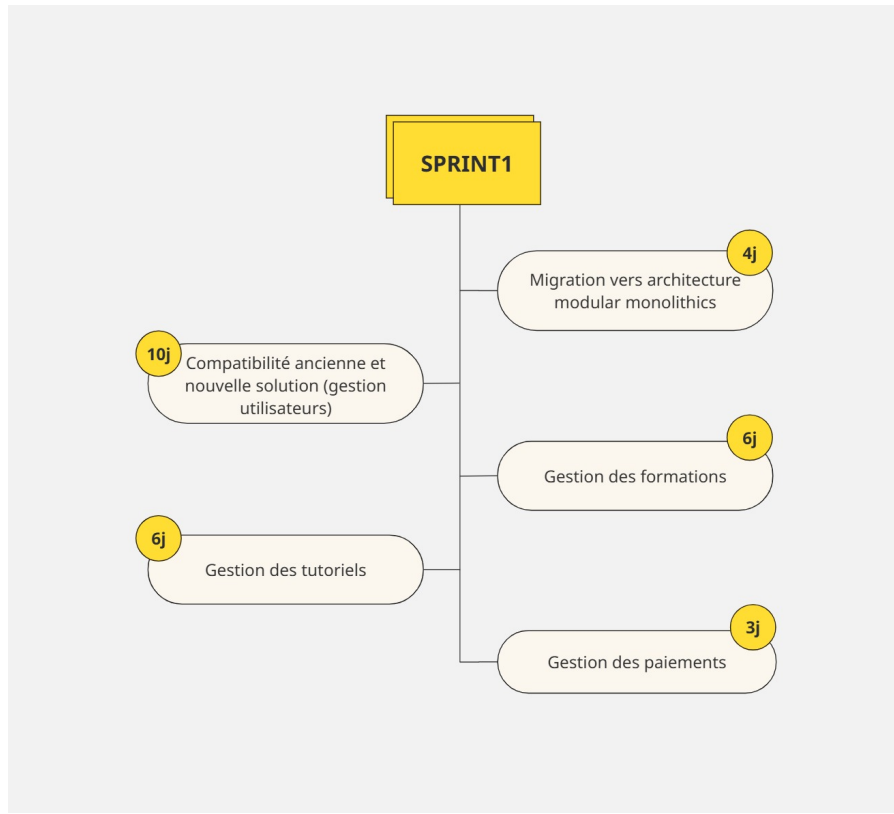 SPRINT1
4j
Migration vers architecture
modular monolithics
10j
Compatibilité ancienne et
nouvelle solution (gestion
utilisateurs)
6j
Gestion des formations
6j
Gestion des tutoriels
3j
Gestion des paiements